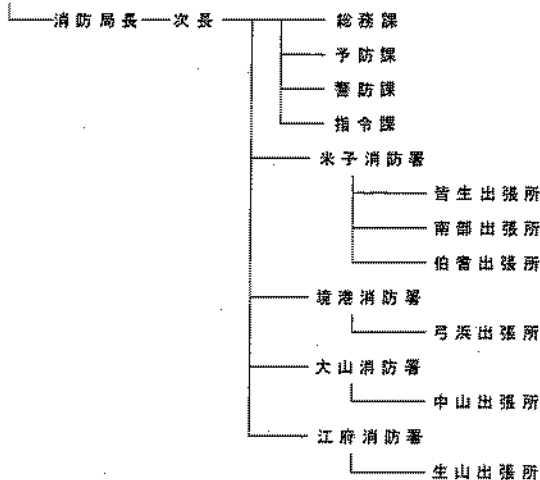 消防局長 次長 総務課
予防課
警防課
指令課
米子消防署
皆生出張所
南部出張所
伯耆出張所
境港消防署
弓浜出張所
大山消防署
中山出張所
江府消防署
生山出張所